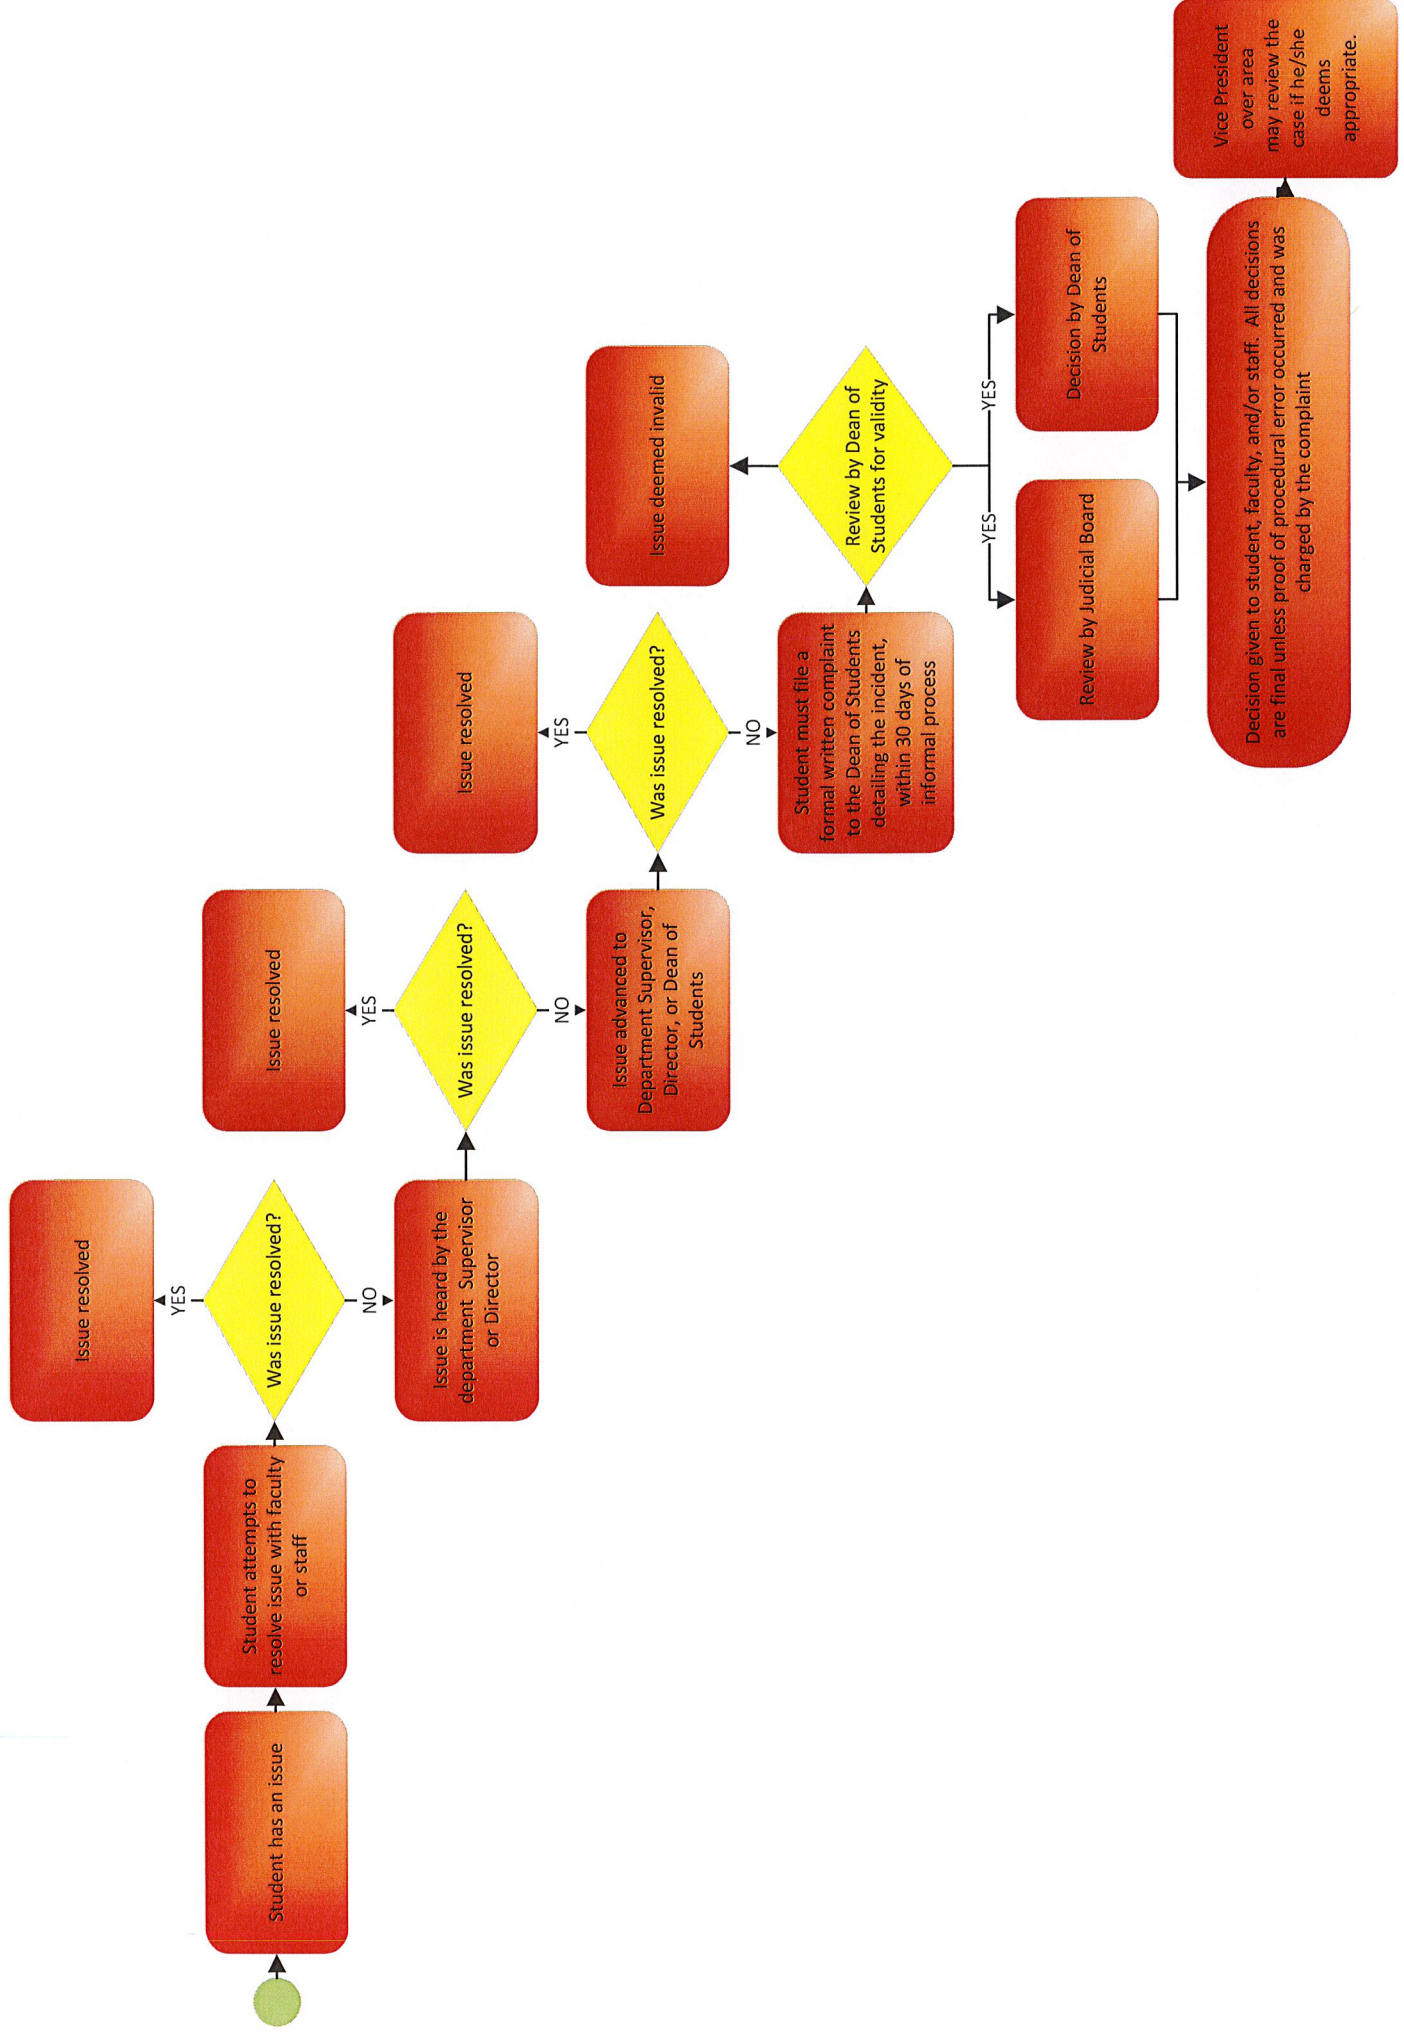 Student has an issue
Student attempts to
resolve issue with faculty
or staff
Was issue resolved?
YES
Issue resolved
NO
Issue is heard by the
department Supervisor
or Director
Was issue resolved?
YES
Issue resolved
NO
Issue advanced to
Department Supervisor,
Director, or Dean of
Students
Was issue resolved?
YES
Issue resolved
NO
Student must file a
formal written complaint
to the Dean of Students
detailing the incident,
within 30 days of
informal process
Review by Dean of
Students for validity
Issue deemed invalid
YES
YES
Review by Judicial Board
Decision by Dean of
Students
Decision given to student, faculty, and/or staff. All decisions
are final unless proof of procedural error occurred and was
charged by the complaint
Vice President
over area
may review the
case if he/she
deems
appropriate.